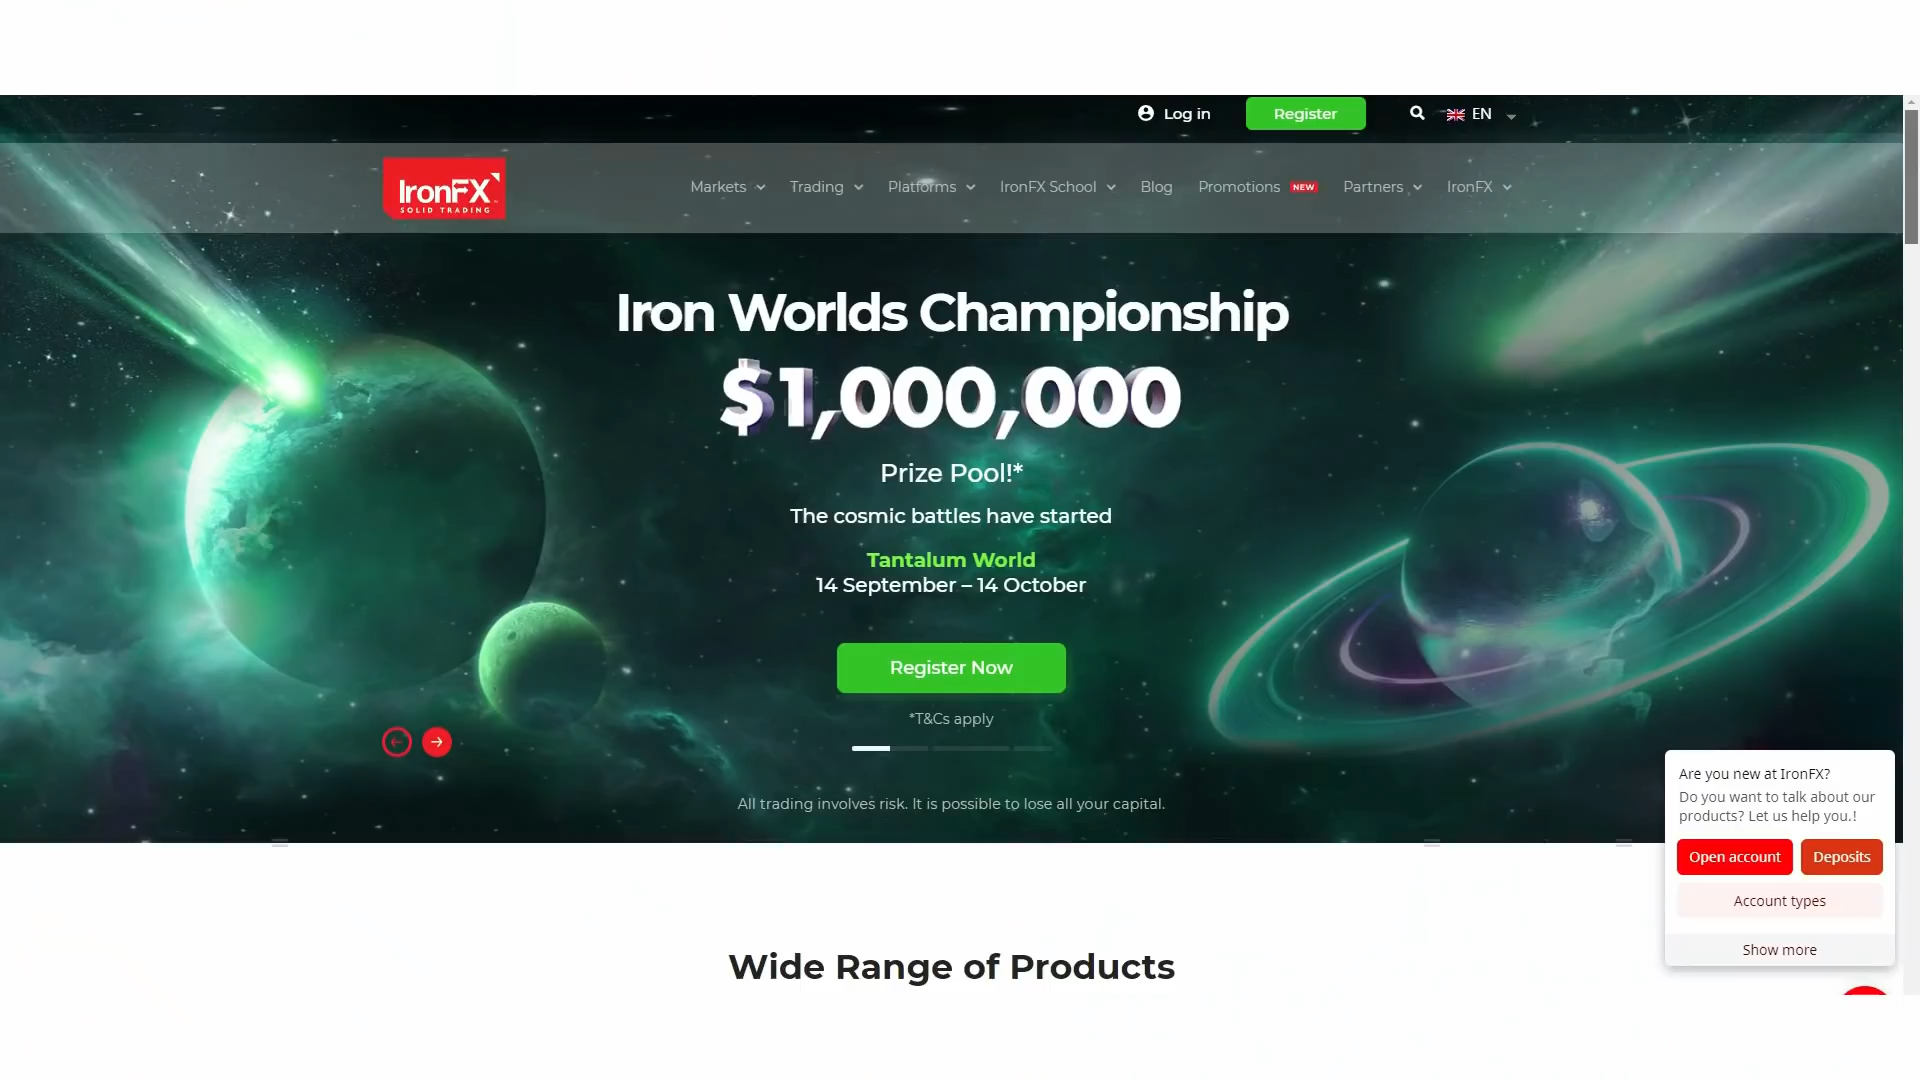 Log in
Register
EN
IronFX
SOLID TRADING
Markets
Trading
Platforms
IronFX School
Blog
Promotions
NEW
Partners
IronFX
Iron Worlds Championship
$1,000,000
Prize Pool!*
The cosmic battles have started
Tantalum World
14 September – 14 October
Register Now
*T&Cs apply
All trading involves risk. It is possible to lose all your capital.
Are you new at IronFX?
Do you want to talk about our
products? Let us help you.!
Open account
Deposits
Account types
Show more
Wide Range of Products